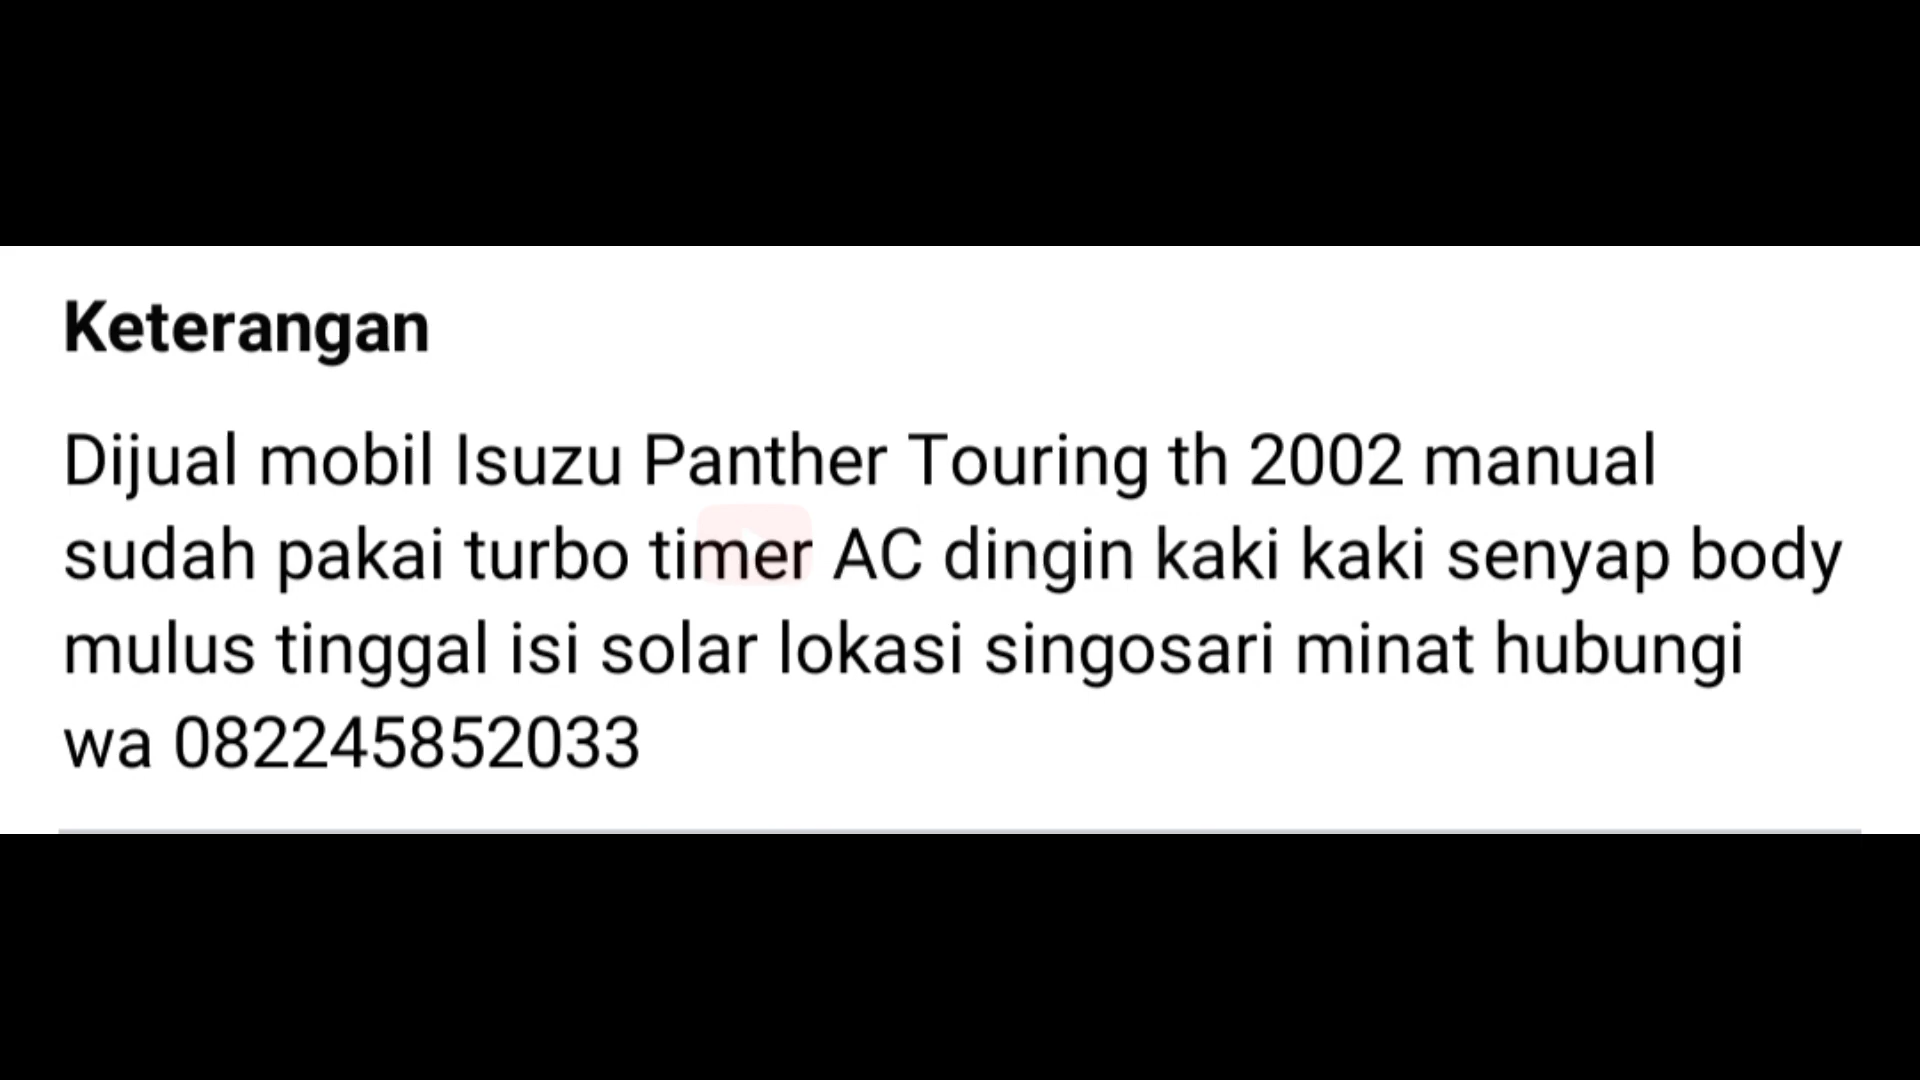 Keterangan
Dijual mobil Isuzu Panther Touring th 2002 manual
sudah pakai turbo timer AC dingin kaki kaki senyap body
mulus tinggal isi solar lokasi singosari minat hubungi
wa 082245852033